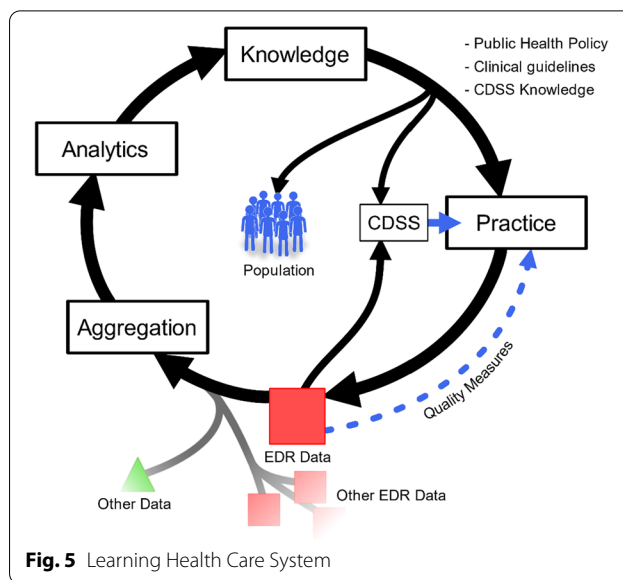 Knowledge
- Public Health Policy
- Clinical guidelines
- CDSS Knowledge
Analytics
CDSS
Practice
Population
Aggregation
Quality Measures
EDR Data
Other Data
Other EDR Data
Fig. 5 Learning Health Care System